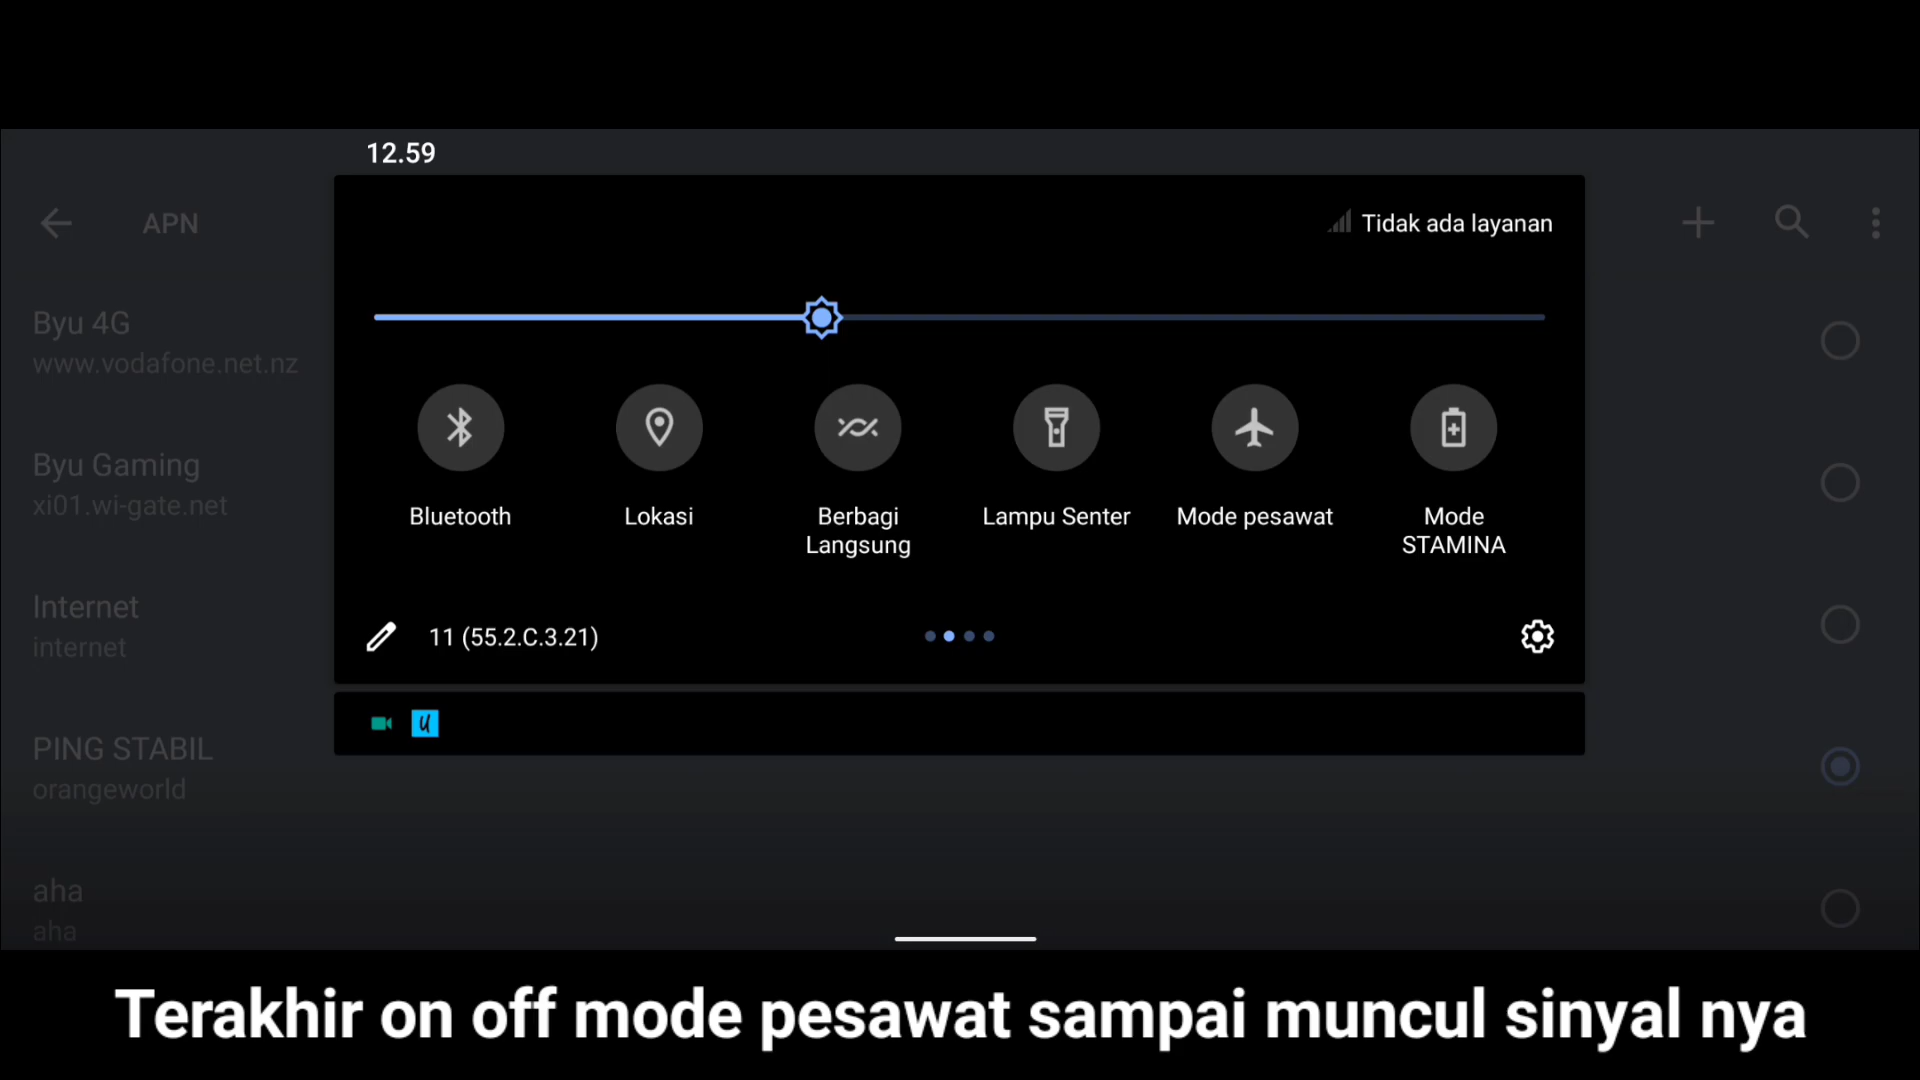 12.59
APN
Tidak ada layanan
Byu 4G
www.vodafone.net.nz
Byu Gaming
xi01.wi-gate.net
Bluetooth
Lokasi
Berbagi
Langsung
Lampu Senter
Mode pesawat
Mode
STAMINA
Internet
internet
11 (55.2.C.3.21)
PING STABIL
orangeworld
aha
aha
Terakhir on off mode pesawat sampai muncul sinyal nya